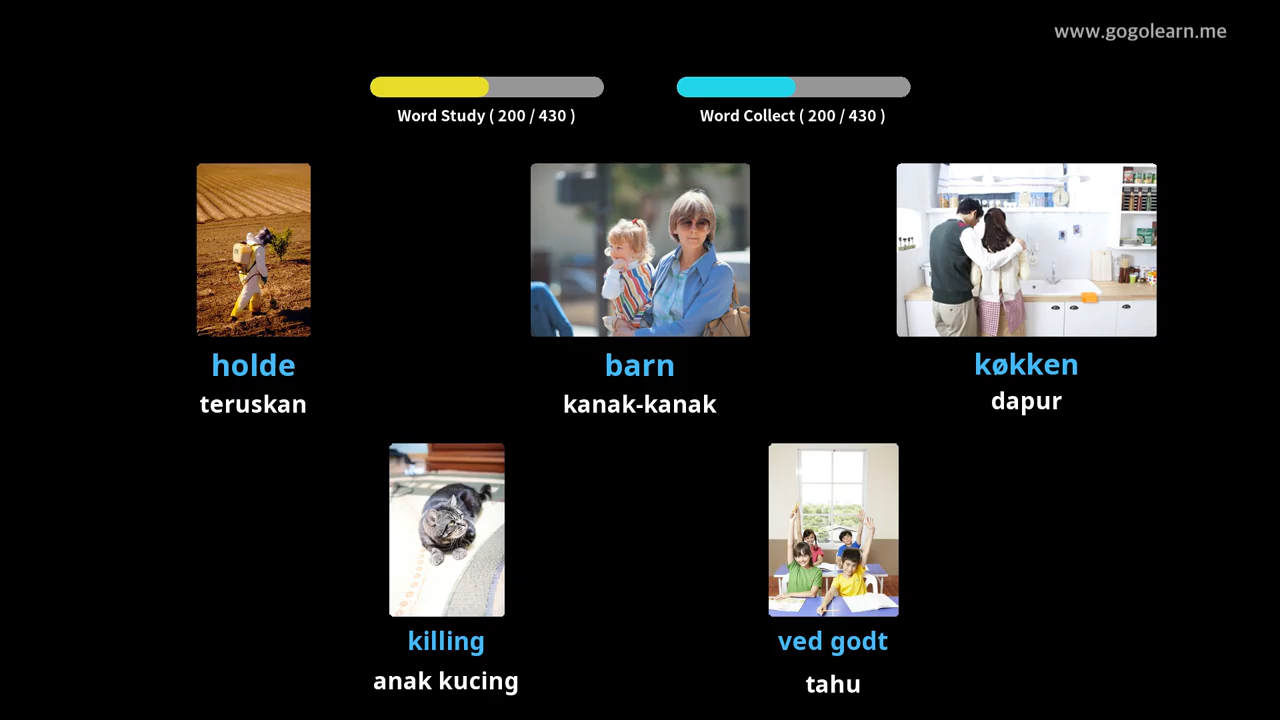 www.gogolearn.me
Word Study ( 200 / 430 )
Word Collect ( 200 / 430 )
holde
teruskan
barn
kanak-kanak
køkken
dapur
killing
anak kucing
ved godt
tahu